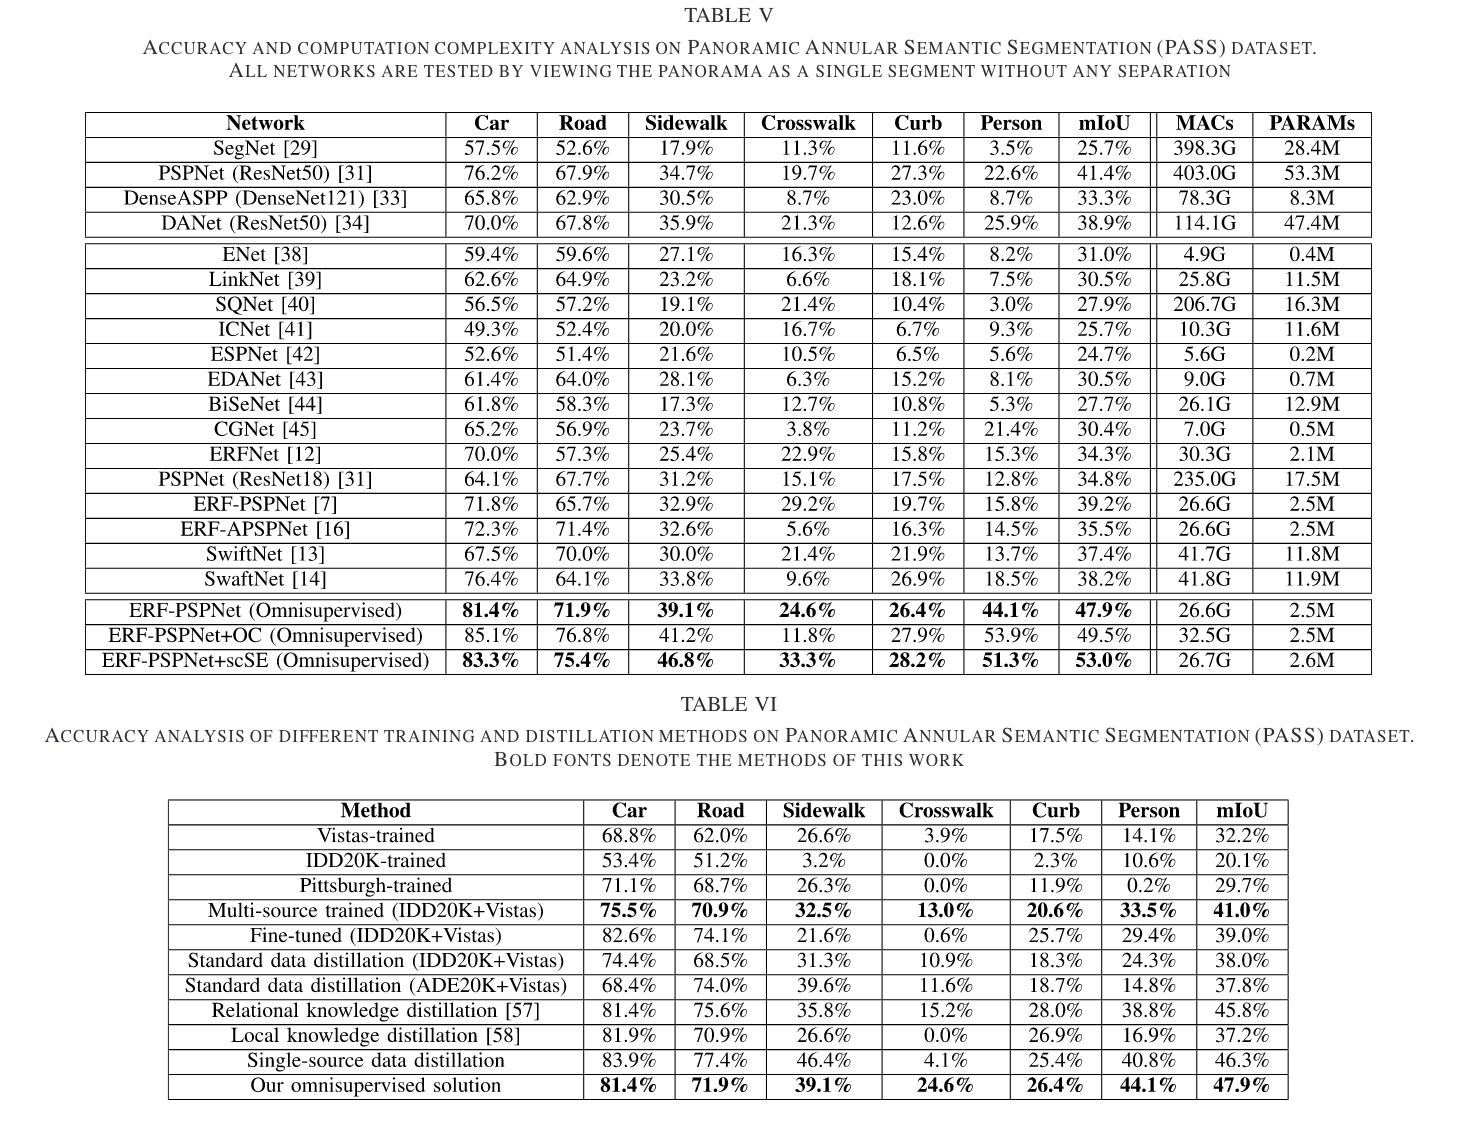 TABLE V
ACCURACY AND COMPUTATION COMPLEXITY ANALYSIS ON PANORAMIC ANNULAR SEMANTIC SEGMENTATION (PASS) DATASET.
ALL NETWORKS ARE TESTED BY VIEWING THE PANORAMA AS A SINGLE SEGMENT WITHOUT ANY SEPARATION
Network Car Road Sidewalk Crosswalk Curb Person mIoU MACs PARAMs
SegNet [29] 57.5% 52.6% 17.9% 11.3% 11.6% 3.5% 25.7% 398.3G 28.4M
PSPNet (ResNet50) [31] 76.2% 67.9% 34.7% 19.7% 27.3% 22.6% 41.4% 403.0G 53.3M
DenseASPP (DenseNet121) [33] 65.8% 62.9% 30.5% 8.7% 23.0% 8.7% 33.3% 78.3G 8.3M
DANet (ResNet50) [34] 70.0% 67.8% 35.9% 21.3% 12.6% 25.9% 38.9% 114.1G 47.4M
ENet [38] 59.4% 59.6% 27.1% 16.3% 15.4% 8.2% 31.0% 4.9G 0.4M
LinkNet [39] 62.6% 64.9% 23.2% 6.6% 18.1% 7.5% 30.5% 25.8G 11.5M
SQNet [40] 56.5% 57.2% 19.1% 21.4% 10.4% 3.0% 27.9% 206.7G 16.3M
ICNet [41] 49.3% 52.4% 20.0% 16.7% 6.7% 9.3% 25.7% 10.3G 11.6M
ESPNet [42] 52.6% 51.4% 21.6% 10.5% 6.5% 5.6% 24.7% 5.6G 0.2M
EDANet [43] 61.4% 64.0% 28.1% 6.3% 15.2% 8.1% 30.5% 9.0G 0.7M
BiSeNet [44] 61.8% 58.3% 17.3% 12.7% 10.8% 5.3% 27.7% 26.1G 12.9M
CGNet [45] 65.2% 56.9% 23.7% 3.8% 11.2% 21.4% 30.4% 7.0G 0.5M
ERFNet [12] 70.0% 57.3% 25.4% 22.9% 15.8% 15.3% 34.3% 30.3G 2.1M
PSPNet (ResNet18) [31] 64.1% 67.7% 31.2% 15.1% 17.5% 12.8% 34.8% 235.0G 17.5M
ERF-PSPNet [7] 71.8% 65.7% 32.9% 29.2% 19.7% 15.8% 39.2% 26.6G 2.5M
ERF-APSPNet [16] 72.3% 71.4% 32.6% 5.6% 16.3% 14.5% 35.5% 26.6G 2.5M
SwiftNet [13] 67.5% 70.0% 30.0% 21.4% 21.9% 13.7% 37.4% 41.7G 11.8M
SwaftNet [14] 76.4% 64.1% 33.8% 9.6% 26.9% 18.5% 38.2% 41.8G 11.9M
ERF-PSPNet (Omnisupervised) 81.4% 71.9% 39.1% 24.6% 26.4% 44.1% 47.9% 26.6G 2.5M
ERF-PSPNet+OC (Omnisupervised) 85.1% 76.8% 41.2% 11.8% 27.9% 53.9% 49.5% 32.5G 2.5M
ERF-PSPNet+scSE (Omnisupervised) 83.3% 75.4% 46.8% 33.3% 28.2% 51.3% 53.0% 26.7G 2.6M
TABLE VI
ACCURACY ANALYSIS OF DIFFERENT TRAINING AND DISTILLATION METHODS ON PANORAMIC ANNULAR SEMANTIC SEGMENTATION (PASS) DATASET.
BOLD FONTS DENOTE THE METHODS OF THIS WORK
Method Car Road Sidewalk Crosswalk Curb Person mIoU
Vistas-trained 68.8% 62.0% 26.6% 3.9% 17.5% 14.1% 32.2%
IDD20K-trained 53.4% 51.2% 3.2% 0.0% 2.3% 10.6% 20.1%
Pittsburgh-trained 71.1% 68.7% 26.3% 0.0% 11.9% 0.2% 29.7%
Multi-source trained (IDD20K+Vistas) 75.5% 70.9% 32.5% 13.0% 20.6% 33.5% 41.0%
Fine-tuned (IDD20K+Vistas) 82.6% 74.1% 21.6% 0.6% 25.7% 29.4% 39.0%
Standard data distillation (IDD20K+Vistas) 74.4% 68.5% 31.3% 10.9% 18.3% 24.3% 38.0%
Standard data distillation (ADE20K+Vistas) 68.4% 74.0% 39.6% 11.6% 18.7% 14.8% 37.8%
Relational knowledge distillation [57] 81.4% 75.6% 35.8% 15.2% 28.0% 38.8% 45.8%
Local knowledge distillation [58] 81.9% 70.9% 26.6% 0.0% 26.9% 16.9% 37.2%
Single-source data distillation 83.9% 77.4% 46.4% 4.1% 25.4% 40.8% 46.3%
Our omnisupervised solution 81.4% 71.9% 39.1% 24.6% 26.4% 44.1% 47.9%